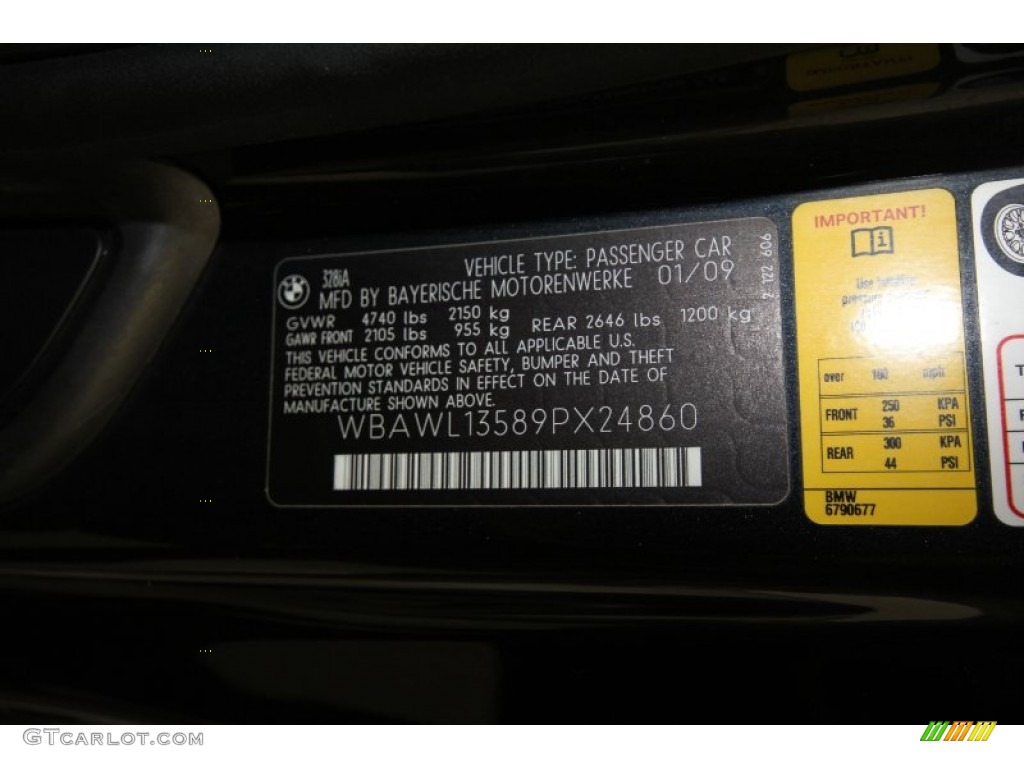 328iA VEHICLE TYPE: PASSENGER CAR
MFD BY BAYERISCHE MOTORENWERKE 01/09
GVWR 4740 lbs 2150 kg
GAWR FRONT 2105 lbs 955 kg REAR 2646 lbs 1200 kg
THIS VEHICLE CONFORMS TO ALL APPLICABLE U.S.
FEDERAL MOTOR VEHICLE SAFETY, BUMPER AND THEFT
PREVENTION STANDARDS IN EFFECT ON THE DATE OF
MANUFACTURE SHOWN ABOVE.
WBAWL13589PX24860
2 122 606
IMPORTANT!
over 100 mph
FRONT 250 KPA
36 PSI
REAR 300 KPA
44 PSI
BMW
6790677
GTCARLOT.COM